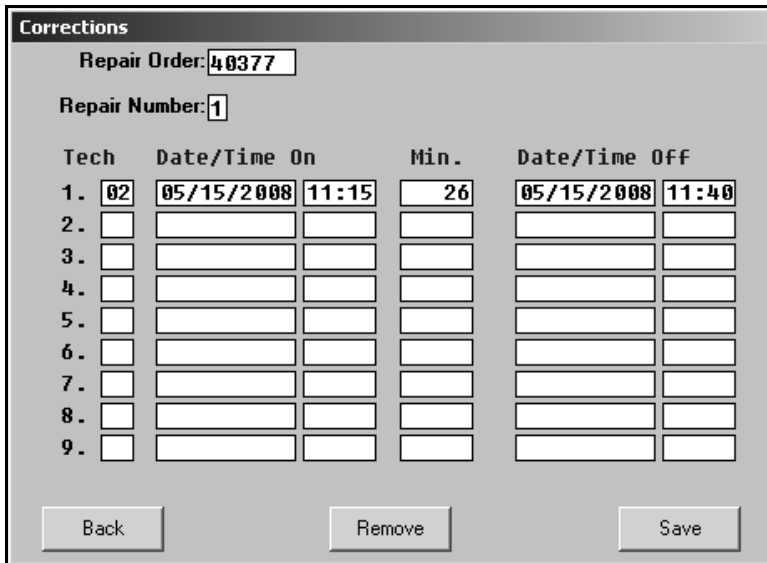 Corrections
Repair Order: 40377
Repair Number: 1
Tech Date/Time On Min. Date/Time Off
1. 02 05/15/2008 11:15 26 05/15/2008 11:40
2.
3.
4.
5.
6.
7.
8.
9.
Back Remove Save